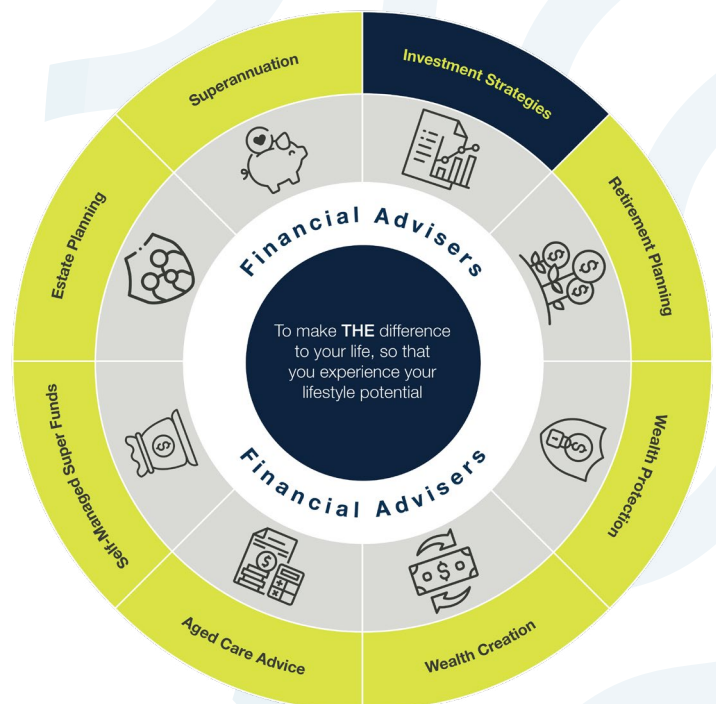 Investment Strategies
Retirement Planning
Wealth Protection
Wealth Creation
Aged Care Advice
Self-Managed Super Funds
Estate Planning
Superannuation
Financial Advisers
To make THE difference
to your life, so that
you experience your
lifestyle potential
Financial Advisers